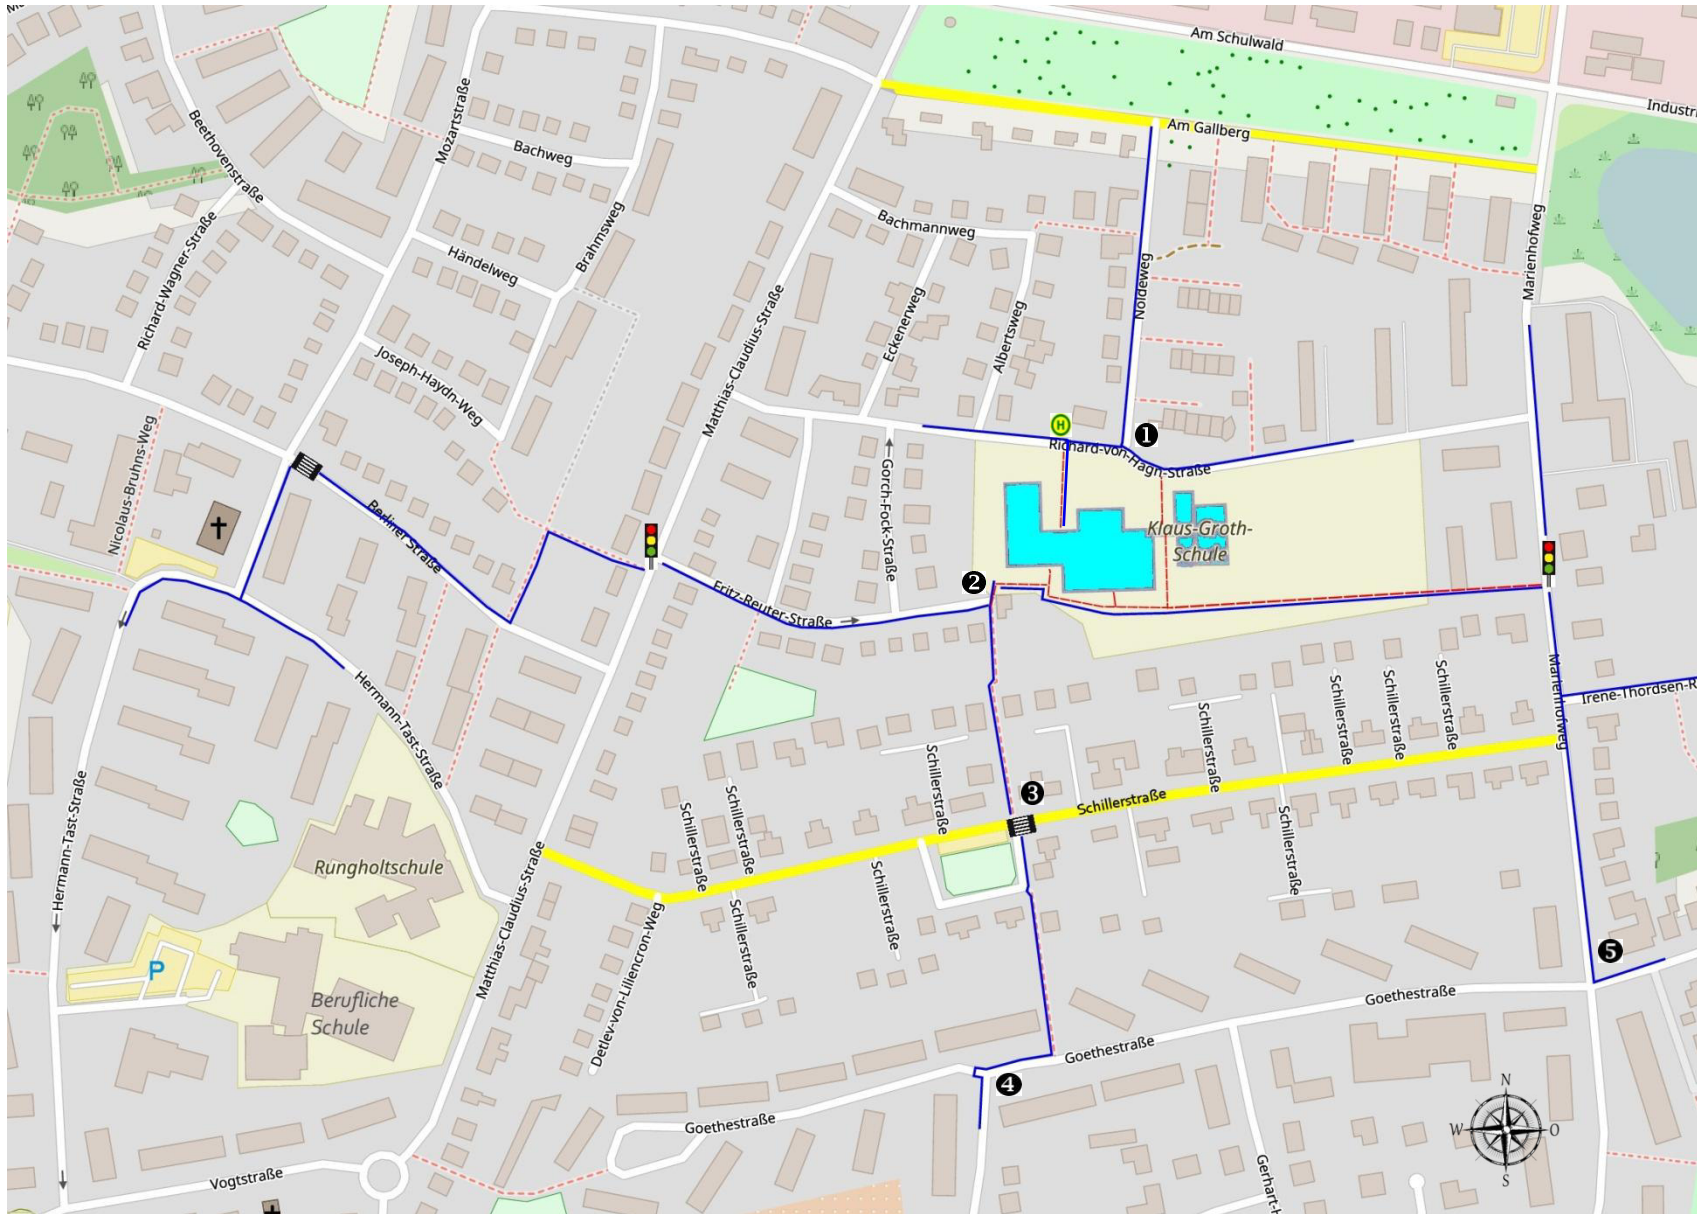 Am Schulwald
Industri
Am Gallberg
Mozartstraße
Beethovenstraße
Bachweg
Richard-Wagner-Straße
Händelweg
Brahmsweg
Bachmannweg
Marienhofweg
Noldeweg
Matthias-Claudius-Straße
Eckenerweg
Albertsweg
Joseph-Haydn-Weg
H
1
Richard-von-Hagn-Straße
Nicolaus-Bruhns-Weg
Gorch-Fock-Straße
Klaus-Groth-
Schule
Berliner Straße
2
Fritz-Reuter-Straße
Hermann-Tast-Straße
Marienhofweg
Irene-Thordsen-R
Schillerstraße
Schillerstraße
Schillerstraße
Schillerstraße
Schillerstraße
Schillerstraße
Schillerstraße
Schillerstraße
3
Schillerstraße
Schillerstraße
Schillerstraße
Schillerstraße
Hermann-Tast-Straße
Rungholtschule
Matthias-Claudius-Straße
Detlev-von-Liliencron-Weg
P
Berufliche
Schule
5
Goethestraße
Goethestraße
4
Goethestraße
Vogtstraße
Gerhart-H
N
W
O
S